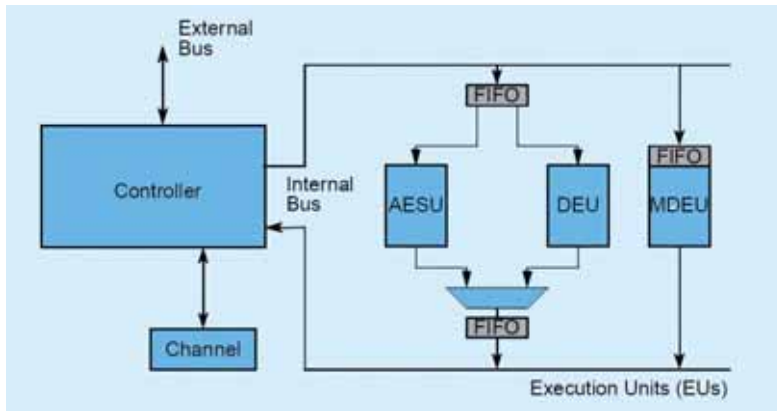 External
Bus
FIFO
FIFO
Controller
Internal
Bus
AESU
DEU
MDEU
FIFO
Channel
Execution Units (EUs)